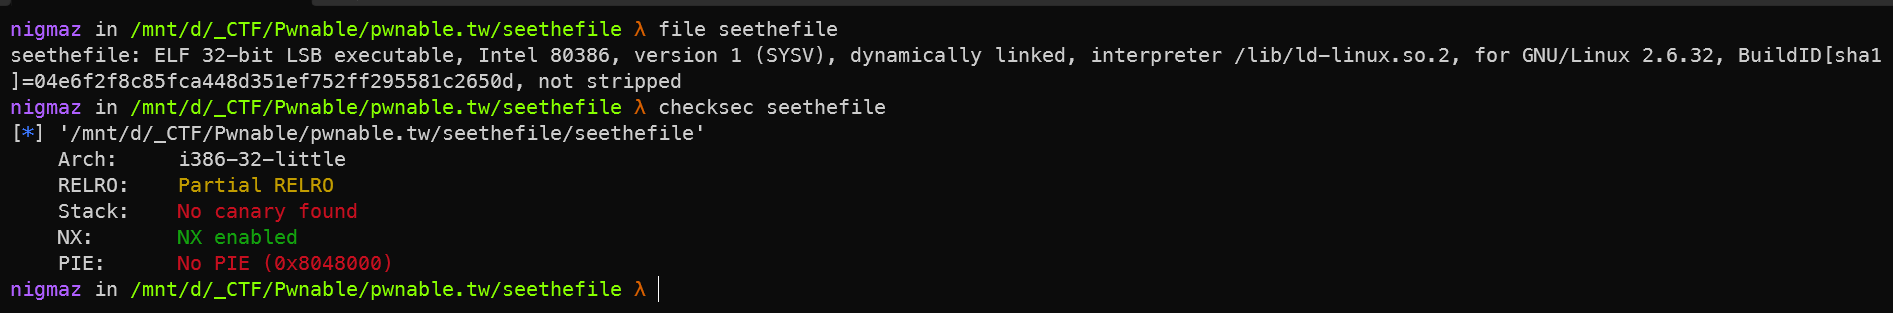 nigmaz in /mnt/d/_CTF/Pwnable/pwnable.tw/seethefile λ file seethefile
seethefile: ELF 32-bit LSB executable, Intel 80386, version 1 (SYSV), dynamically linked, interpreter /lib/ld-linux.so.2, for GNU/Linux 2.6.32, BuildID[sha1
]=04e6f2f8c85fca448d351ef752ff295581c2650d, not stripped
nigmaz in /mnt/d/_CTF/Pwnable/pwnable.tw/seethefile λ checksec seethefile
[*] '/mnt/d/_CTF/Pwnable/pwnable.tw/seethefile/seethefile'
    Arch:     i386-32-little
    RELRO:    Partial RELRO
    Stack:    No canary found
    NX:       NX enabled
    PIE:      No PIE (0x8048000)
nigmaz in /mnt/d/_CTF/Pwnable/pwnable.tw/seethefile λ